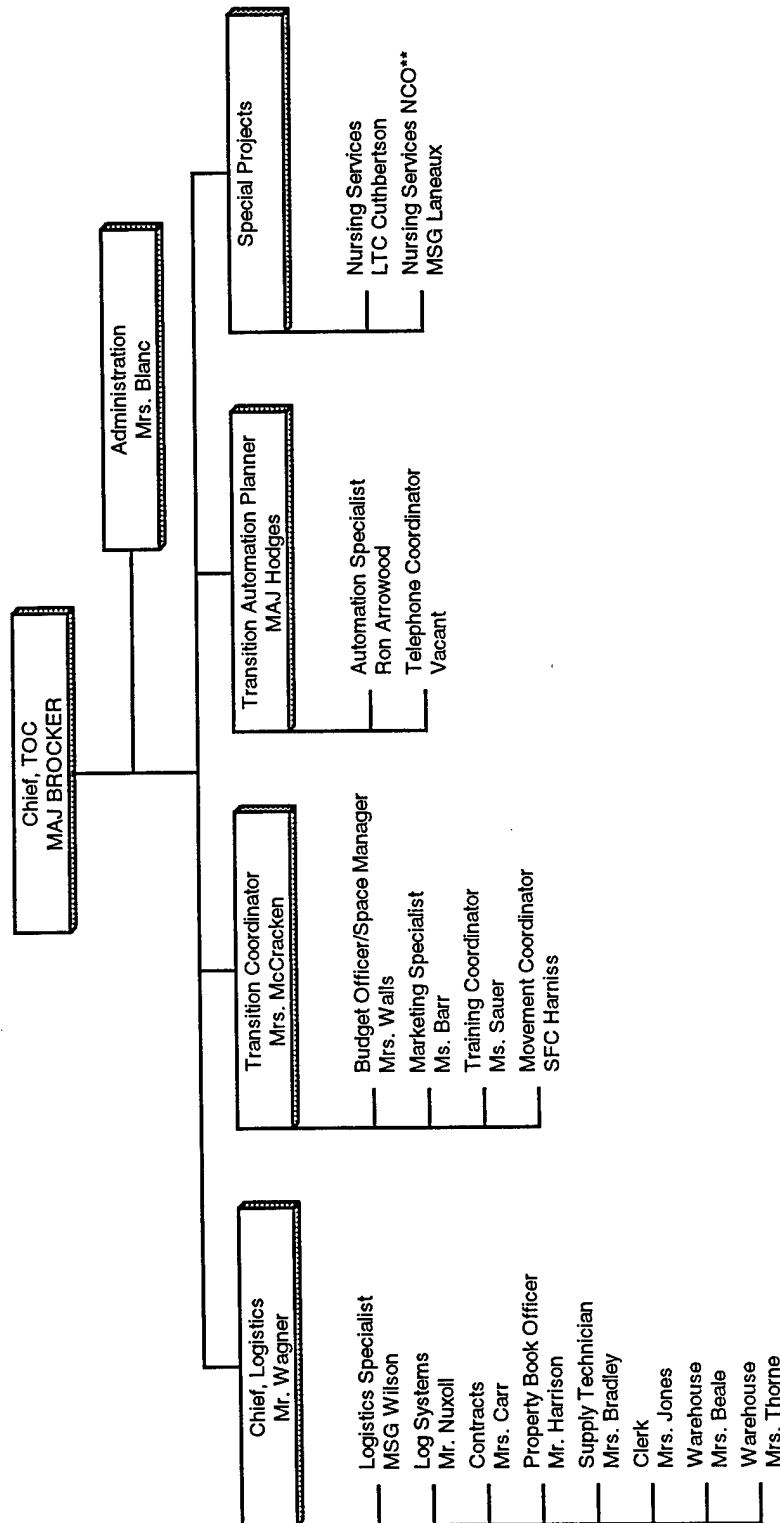 Chief, TOC
MAJ BROCKER
Administration
Mrs. Blanc
Chief, Logistics
Mr. Wagner
Logistics Specialist
MSG Wilson
Log Systems
Mr. Nuxoll
Contracts
Mrs. Carr
Property Book Officer
Mr. Harrison
Supply Technician
Mrs. Bradley
Clerk
Mrs. Jones
Warehouse
Mrs. Beale
Warehouse
Mrs. Thorne
Transition Coordinator
Mrs. McCracken
Budget Officer/Space Manager
Mrs. Walls
Marketing Specialist
Ms. Barr
Training Coordinator
Ms. Sauer
Movement Coordinator
SFC Harniss
Transition Automation Planner
MAJ Hodges
Automation Specialist
Ron Arrowood
Telephone Coordinator
Vacant
Special Projects
Nursing Services
LTC Cuthbertson
Nursing Services NCO**
MSG Laneaux